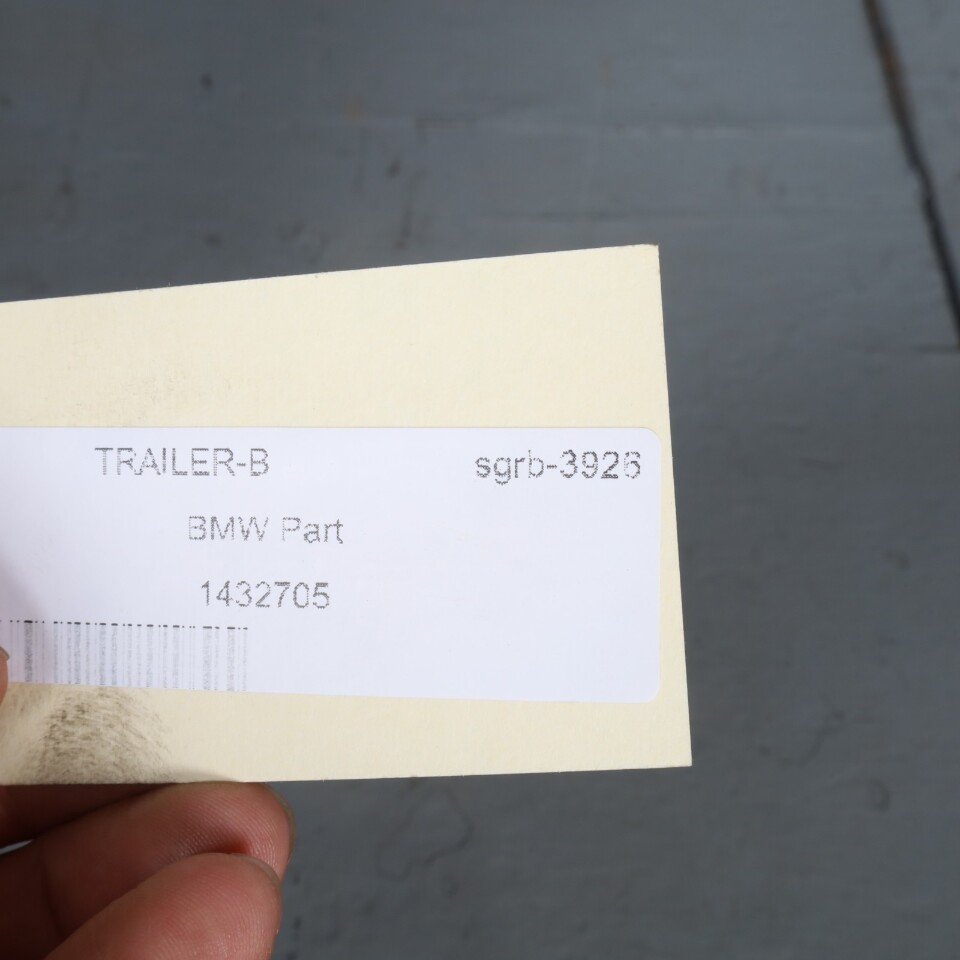 TRAILER-B sgrb-3926
BMW Part
1432705